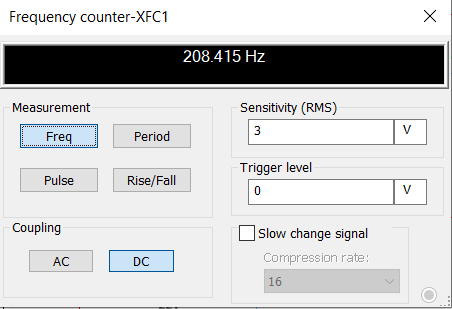 Frequency counter-XFC1
208.415 Hz
Measurement
Freq
Period
Pulse
Rise/Fall
Coupling
AC
DC
Sensitivity (RMS)
3
V
Trigger level
0
V
Slow change signal
Compression rate:
16